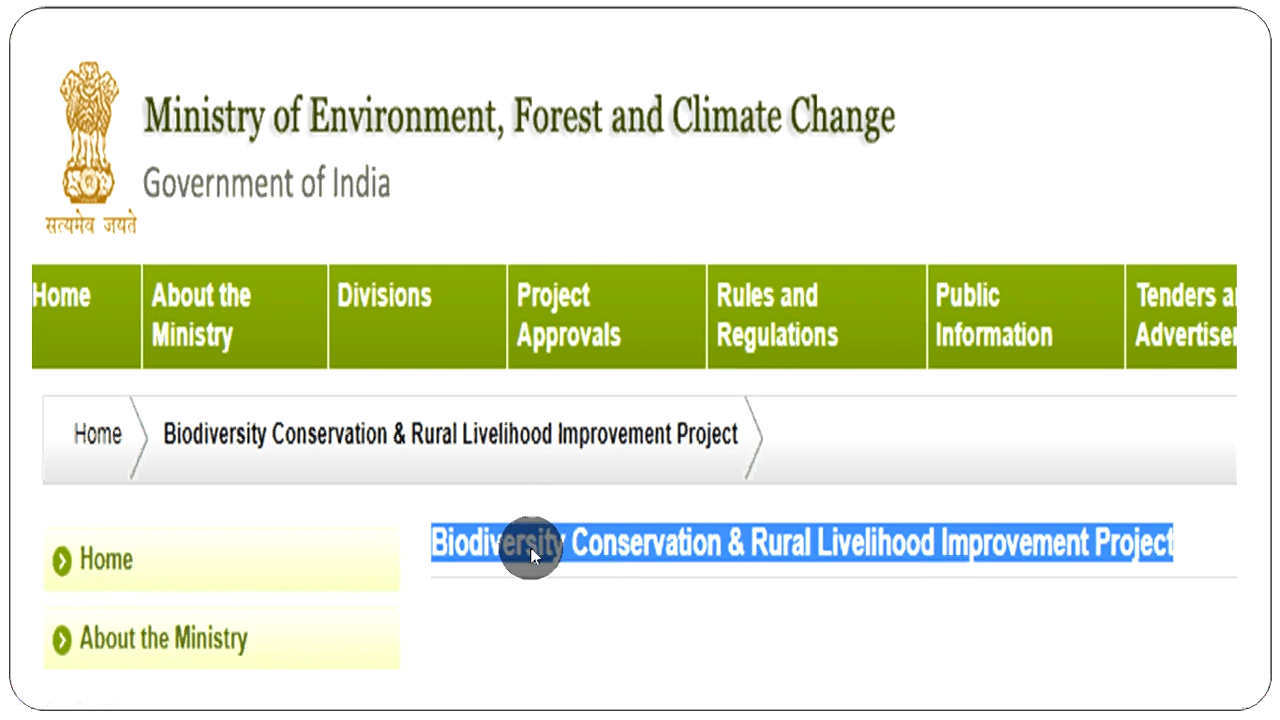 Ministry of Environment, Forest and Climate Change
Government of India
सत्यमेव जयते
Home
About the
Ministry
Divisions
Project
Approvals
Rules and
Regulations
Public
Information
Tenders
Home
Biodiversity Conservation & Rural Livelihood Improvement Project
Biodiversity Conservation & Rural Livelihood Improvement Project
Home
About the Ministry